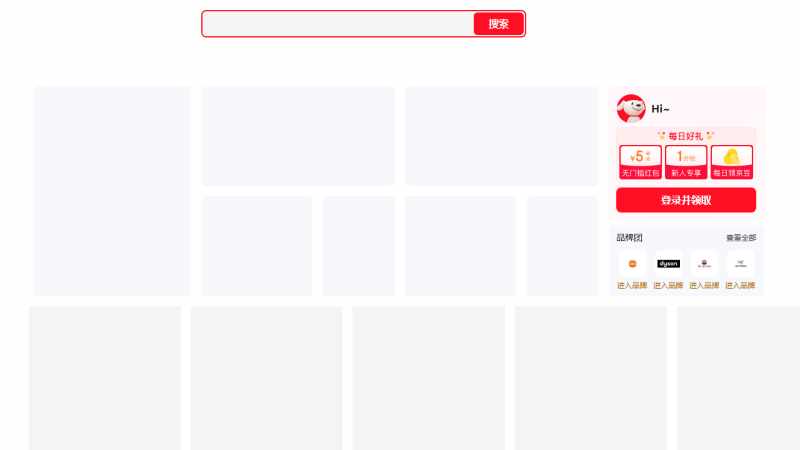 搜索
Hi~
每日好礼
¥5
1
无门槛红包
新人专享
每日领京豆
登录并领取
品牌团
查看全部
dyson
进入品牌
进入品牌
进入品牌
进入品牌